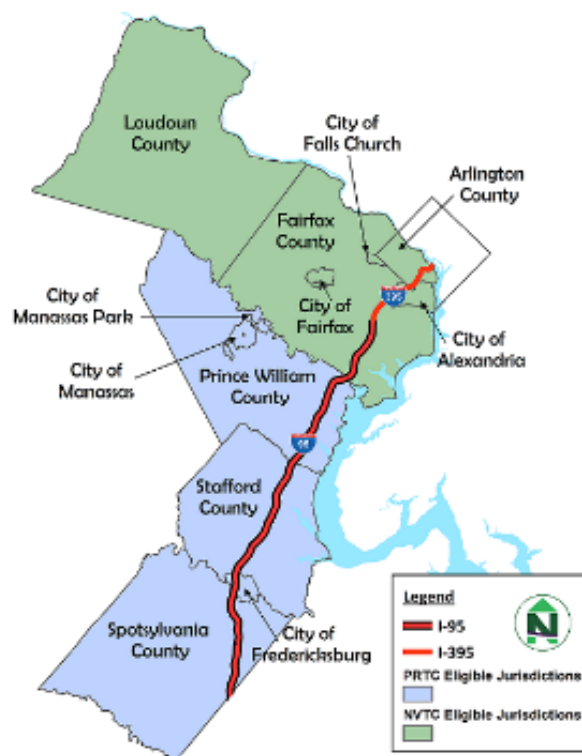 Loudoun
County
City of
Falls Church
Arlington
County
Fairfax
County
City of
Fairfax
395
City of
Manassas Park
City of
Alexandria
City of
Manassas
Prince William
County
95
Stafford
County
Spotsylvania
County
City of
Fredericksburg
Legend
N
I-95
I-395
PRTC Eligible Jurisdictions
NVTC Eligible Jurisdictions